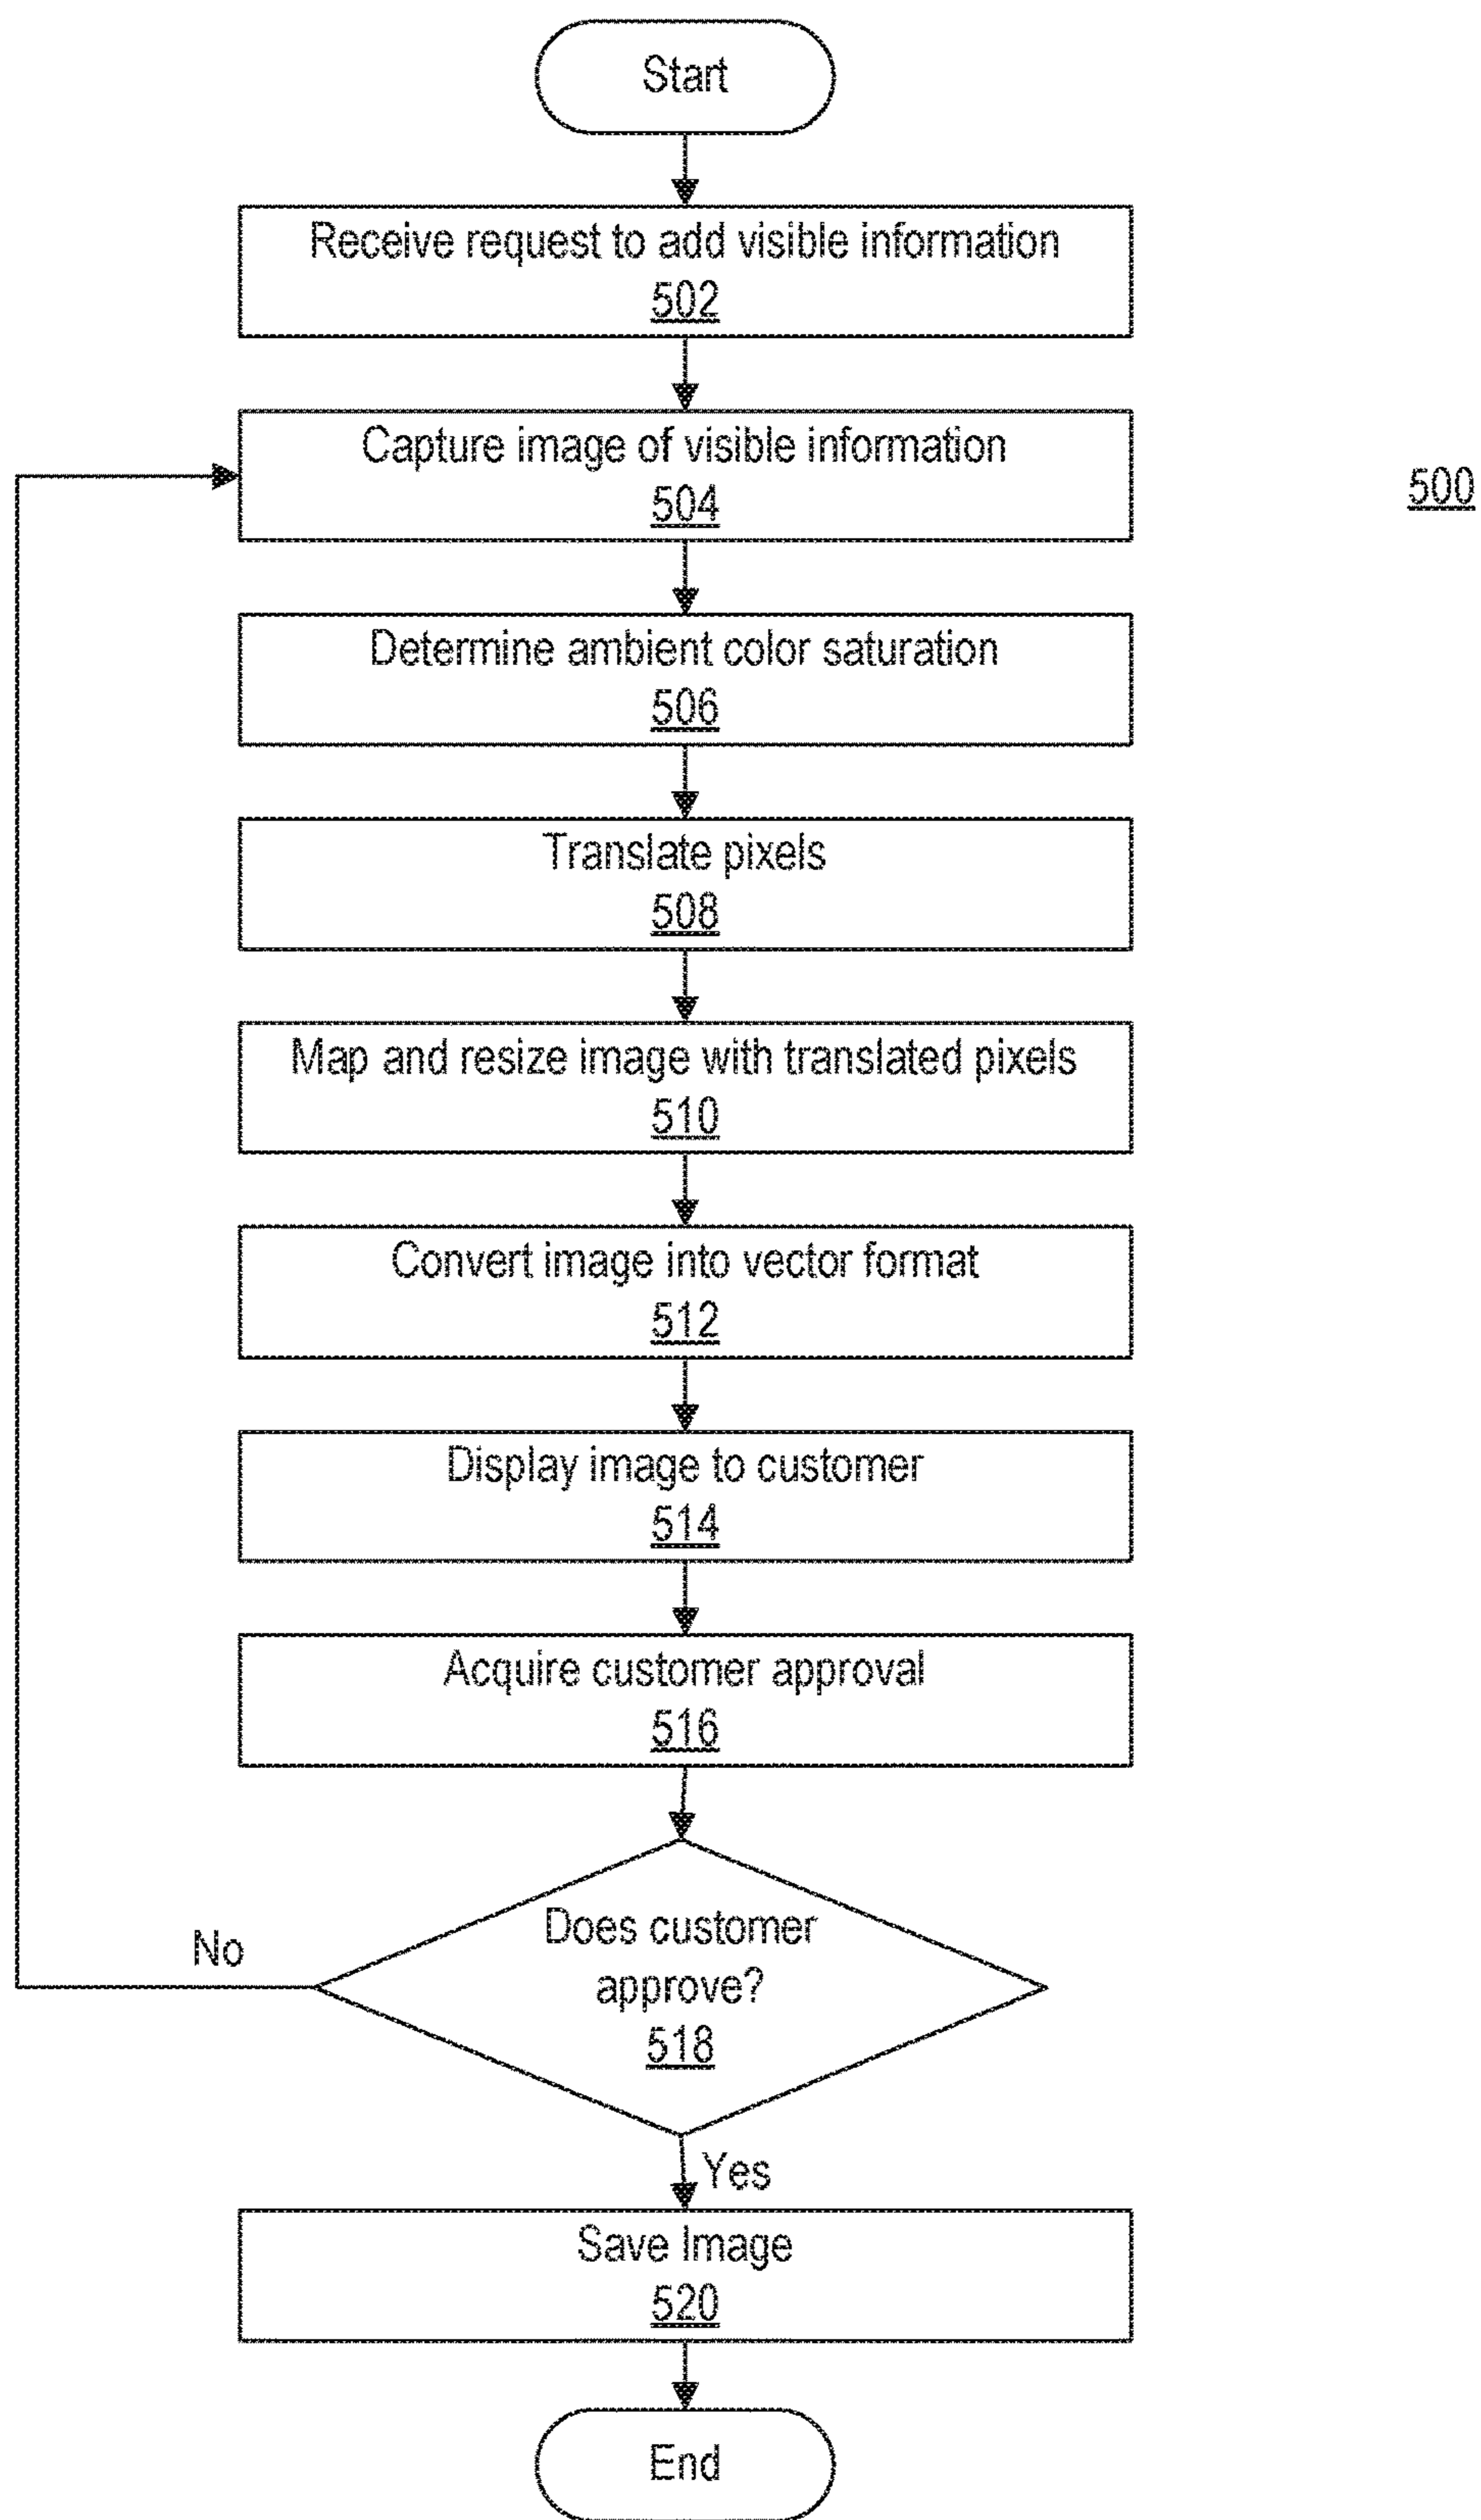 Start
Receive request to add visible information
502
Capture image of visible information
504
500
Determine ambient color saturation
506
Translate pixels
508
Map and resize image with translated pixels
510
Convert image into vector format
512
Display image to customer
514
Acquire customer approval
516
Does customer
approve?
518
No
Yes
Save Image
520
End